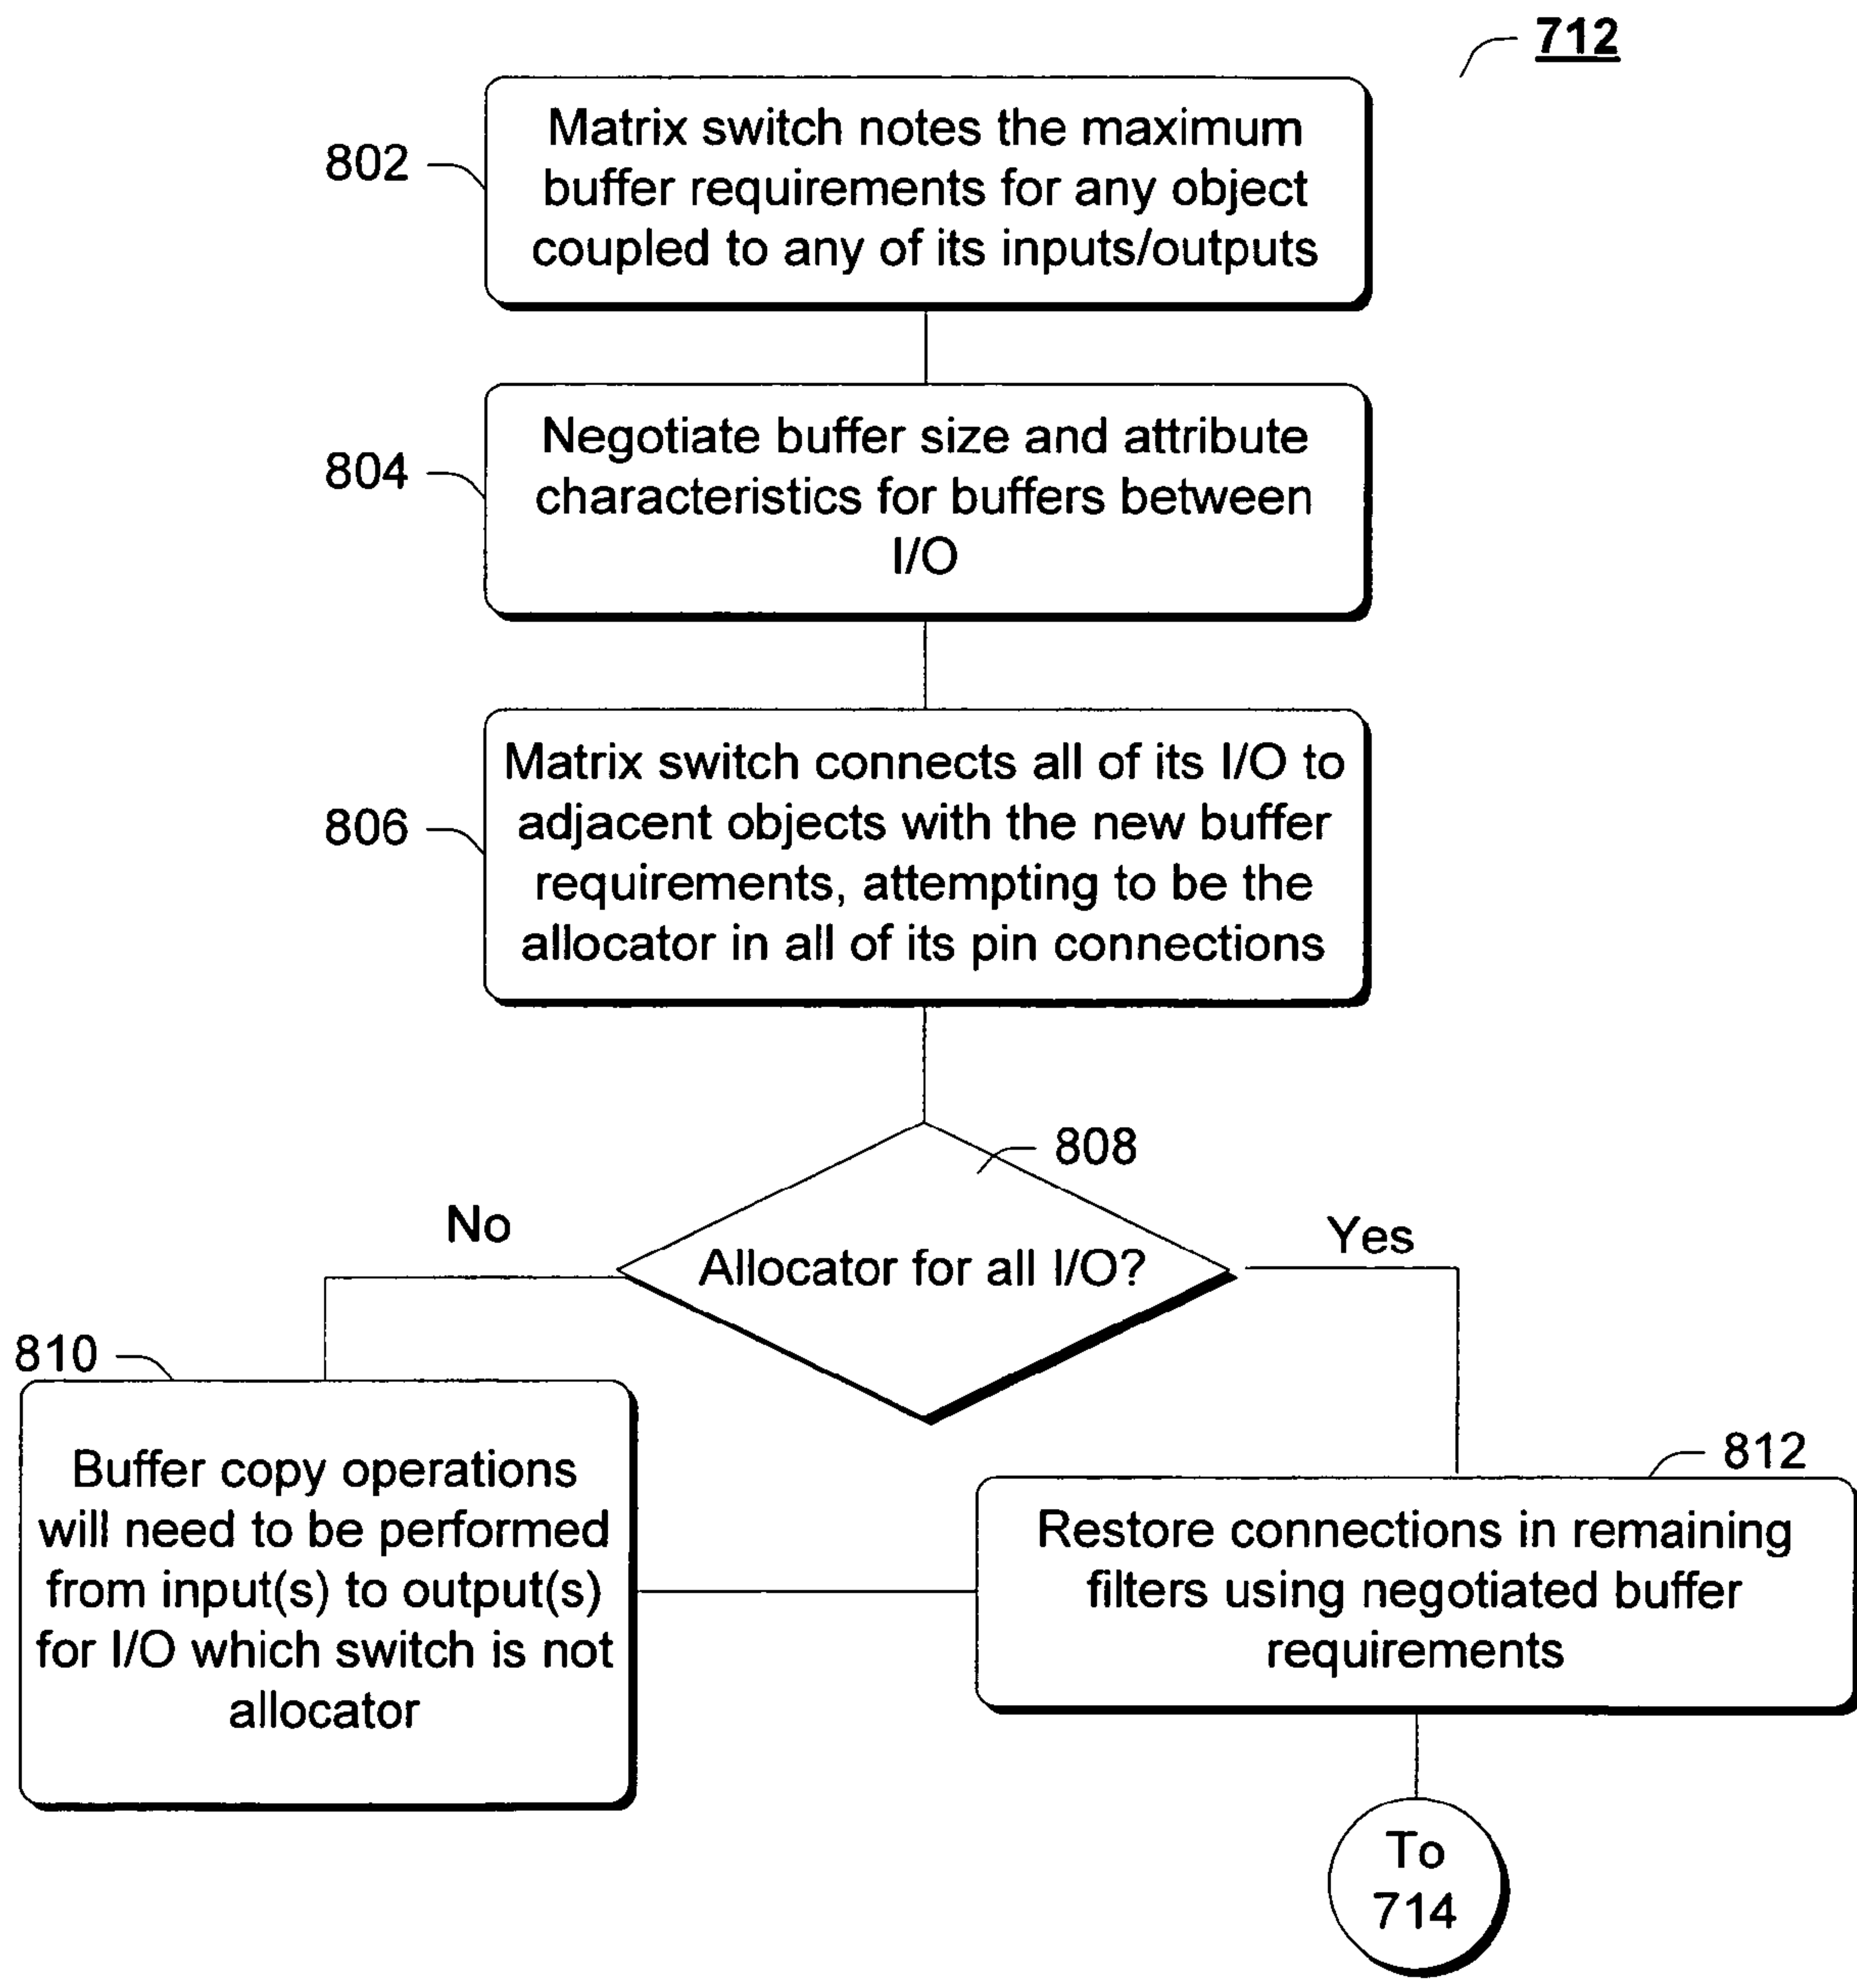 712
802
Matrix switch notes the maximum
buffer requirements for any object
coupled to any of its inputs/outputs
804
Negotiate buffer size and attribute
characteristics for buffers between
I/O
806
Matrix switch connects all of its I/O to
adjacent objects with the new buffer
requirements, attempting to be the
allocator in all of its pin connections
808
No
Yes
Allocator for all I/O?
810
Buffer copy operations
will need to be performed
from input(s) to output(s)
for I/O which switch is not
allocator
812
Restore connections in remaining
filters using negotiated buffer
requirements
To
714